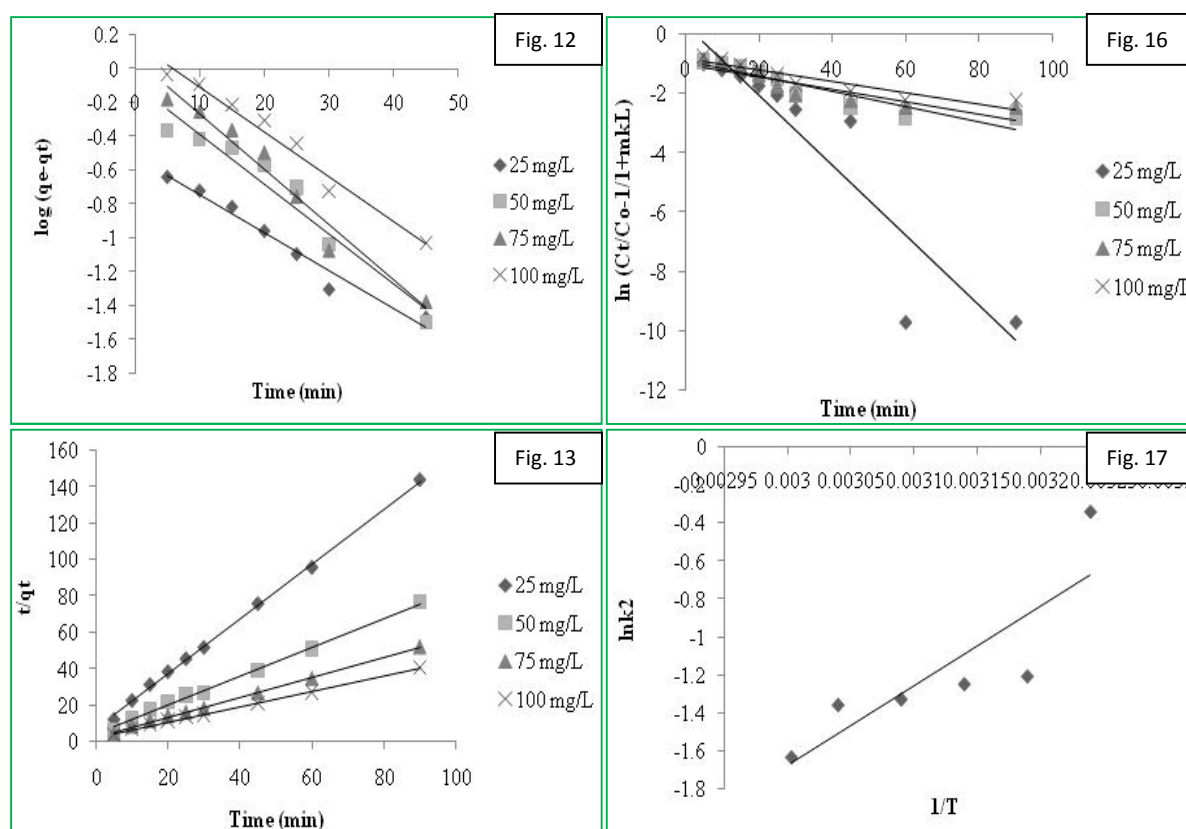 Fig. 12
0.2
0
-0.2
-0.4
-0.6
-0.8
-1
-1.2
-1.4
-1.6
-1.8
0 10 20 30 40 50
log (qe-qt)
Time (min)
25 mg/L
50 mg/L
75 mg/L
100 mg/L
Fig. 16
0
-2
-4
-6
-8
-10
-12
0 20 40 60 80 100
ln (Ct/Co-1/1+mkL)
Time (min)
25 mg/L
50 mg/L
75 mg/L
100 mg/L
Fig. 13
160
140
120
100
80
60
40
20
0
0 20 40 60 80 100
t/qt
Time (min)
25 mg/L
50 mg/L
75 mg/L
100 mg/L
Fig. 17
0
-0.2
-0.4
-0.6
-0.8
-1
-1.2
-1.4
-1.6
-1.8
0.00295 0.003 0.00305 0.0031 0.00315 0.0032
lnk2
1/T